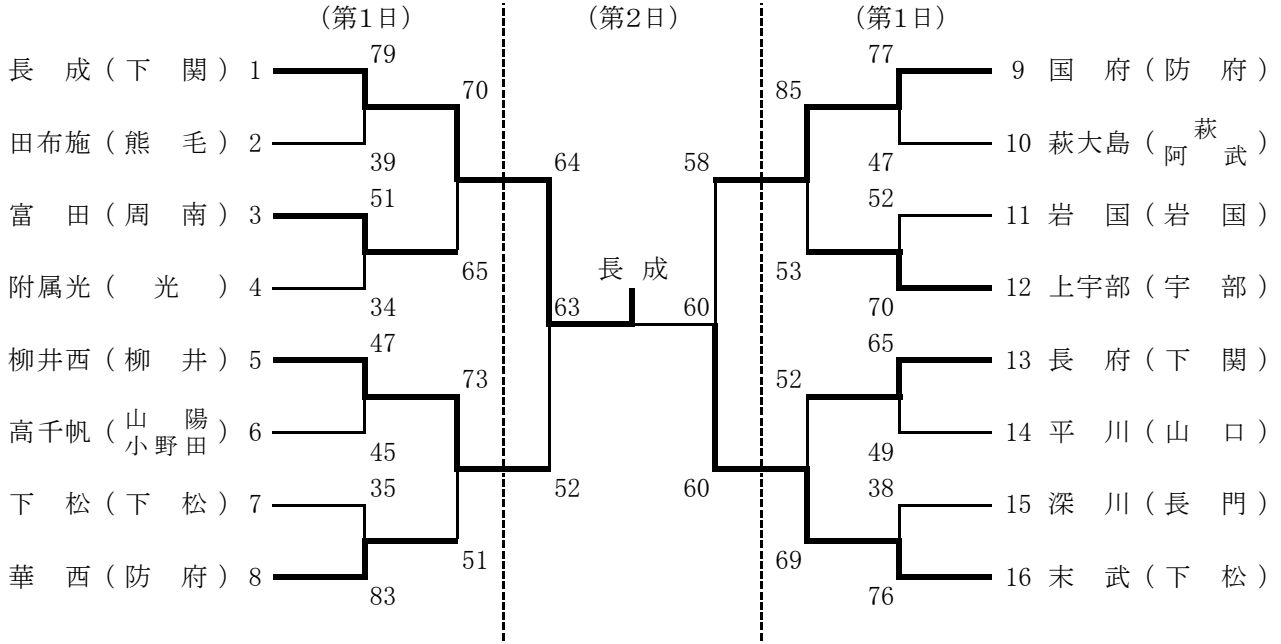 (第1日) (第2日) (第1日)
79 77
長 成 ( 下 関 ) 1 9 国 府 ( 防 府 )
70 85
田布施 ( 熊 毛 ) 2 10 萩大島 ( 萩 阿 武 )
39 64 58 47
51 52
富 田 ( 周 南 ) 3 11 岩 国 ( 岩 国 )
65 長 成 53
附属光 ( 光 ) 4 12 上宇部 ( 宇 部 )
34 63 60 70
47 65
柳井西 ( 柳 井 ) 5 13 長 府 ( 下 関 )
73 52
高千帆 ( 山 陽 小 野 田 ) 6 14 平 川 ( 山 口 )
45 49
35 52 60 38
下 松 ( 下 松 ) 7 15 深 川 ( 長 門 )
51 69
華 西 ( 防 府 ) 8 16 末 武 ( 下 松 )
83 76